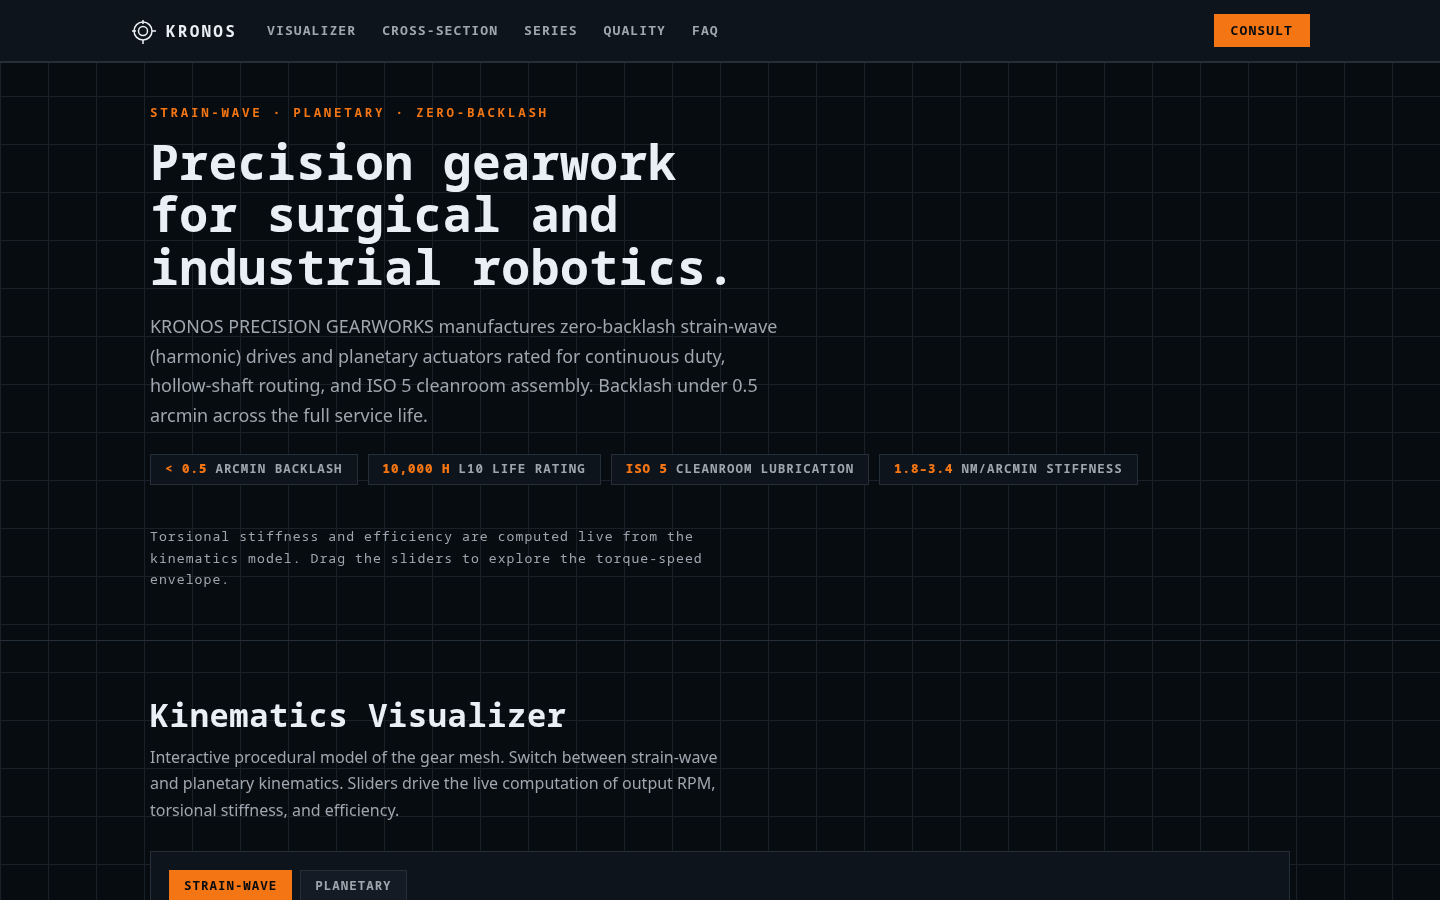 KRONOS
VISUALIZER
CROSS-SECTION
SERIES
QUALITY
FAQ
CONSULT
STRAIN-WAVE · PLANETARY · ZERO-BACKLASH
Precision gearwork
for surgical and
industrial robotics.
KRONOS PRECISION GEARWORKS manufactures zero-backlash strain-wave
(harmonic) drives and planetary actuators rated for continuous duty,
hollow-shaft routing, and ISO 5 cleanroom assembly. Backlash under 0.5
arcmin across the full service life.
< 0.5 ARCMIN BACKLASH
10,000 H L10 LIFE RATING
ISO 5 CLEANROOM LUBRICATION
1.8–3.4 NM/ARCMIN STIFFNESS
Torsional stiffness and efficiency are computed live from the
kinematics model. Drag the sliders to explore the torque-speed
envelope.
Kinematics Visualizer
Interactive procedural model of the gear mesh. Switch between strain-wave
and planetary kinematics. Sliders drive the live computation of output RPM,
torsional stiffness, and efficiency.
STRAIN-WAVE
PLANETARY